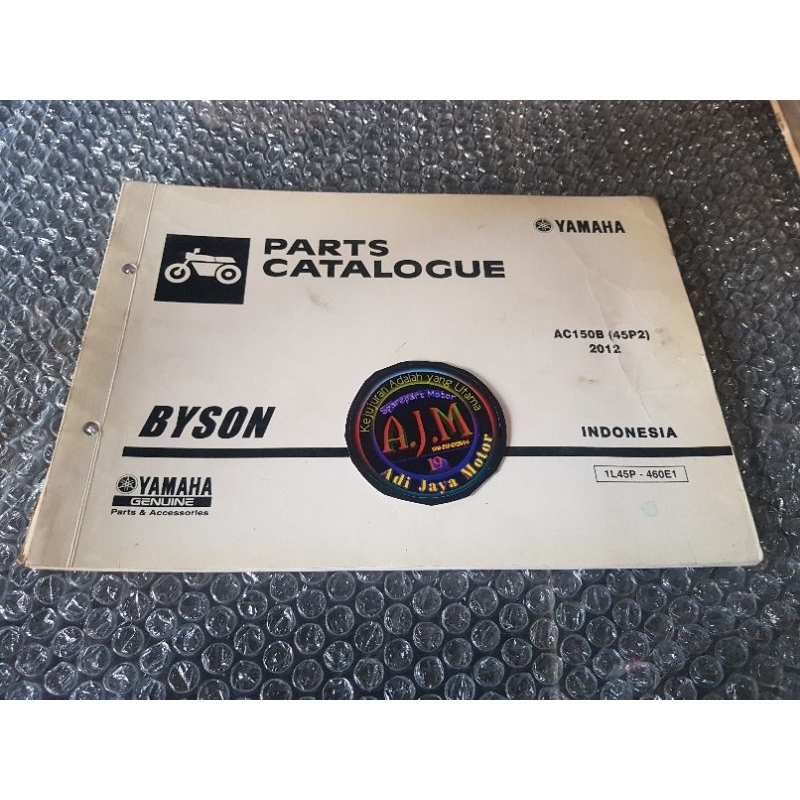 YAMAHA
PARTS
CATALOGUE
AC150B (45P2)
2012
BYSON
INDONESIA
1L45P - 460E1
YAMAHA
GENUINE
Parts & Accessories
Kejujuran Adalah Yang Utama
Sparepart Motor
A.J.M
19
Adi Jaya Motor